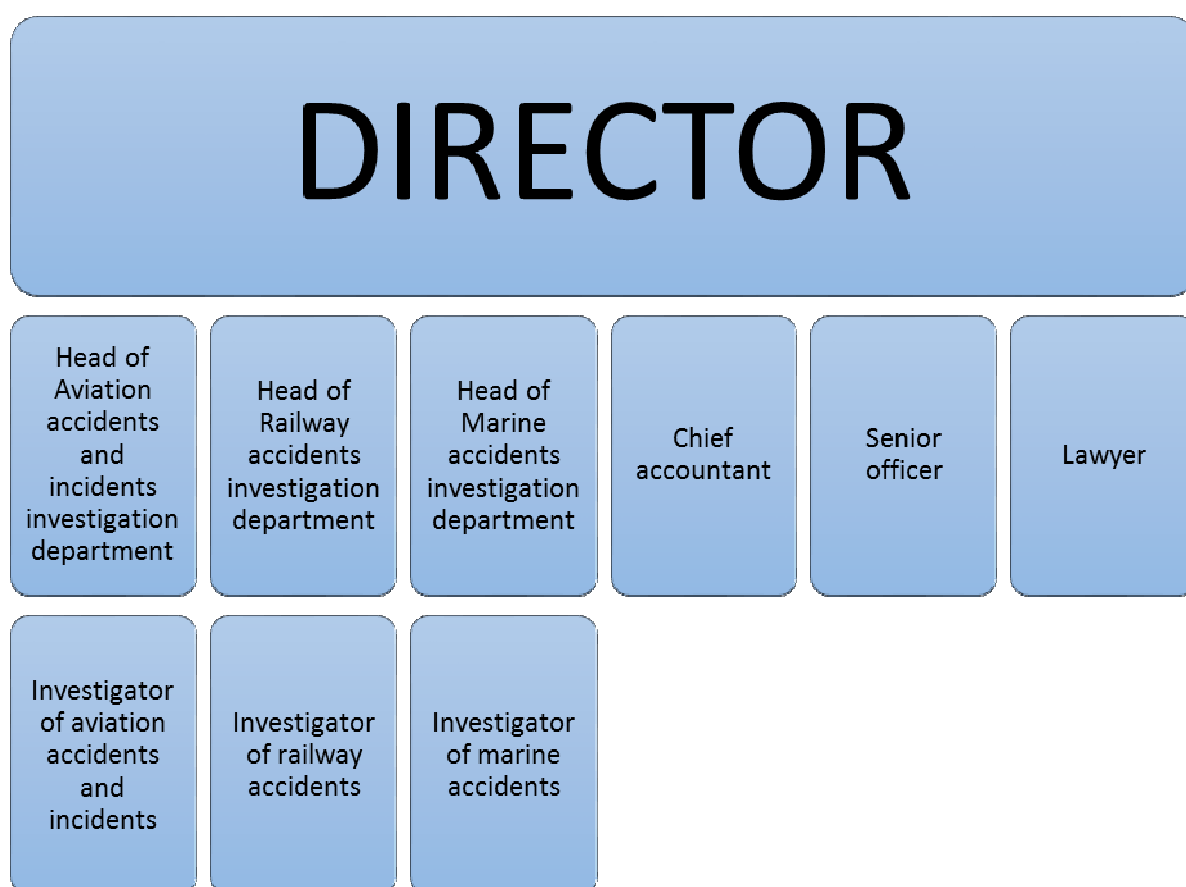 DIRECTOR
Head of
Aviation
accidents
and
incidents
investigation
department
Head of
Railway
accidents
investigation
department
Head of
Marine
accidents
investigation
department
Chief
accountant
Senior
officer
Lawyer
Investigator
of aviation
accidents
and
incidents
Investigator
of railway
accidents
Investigator
of marine
accidents